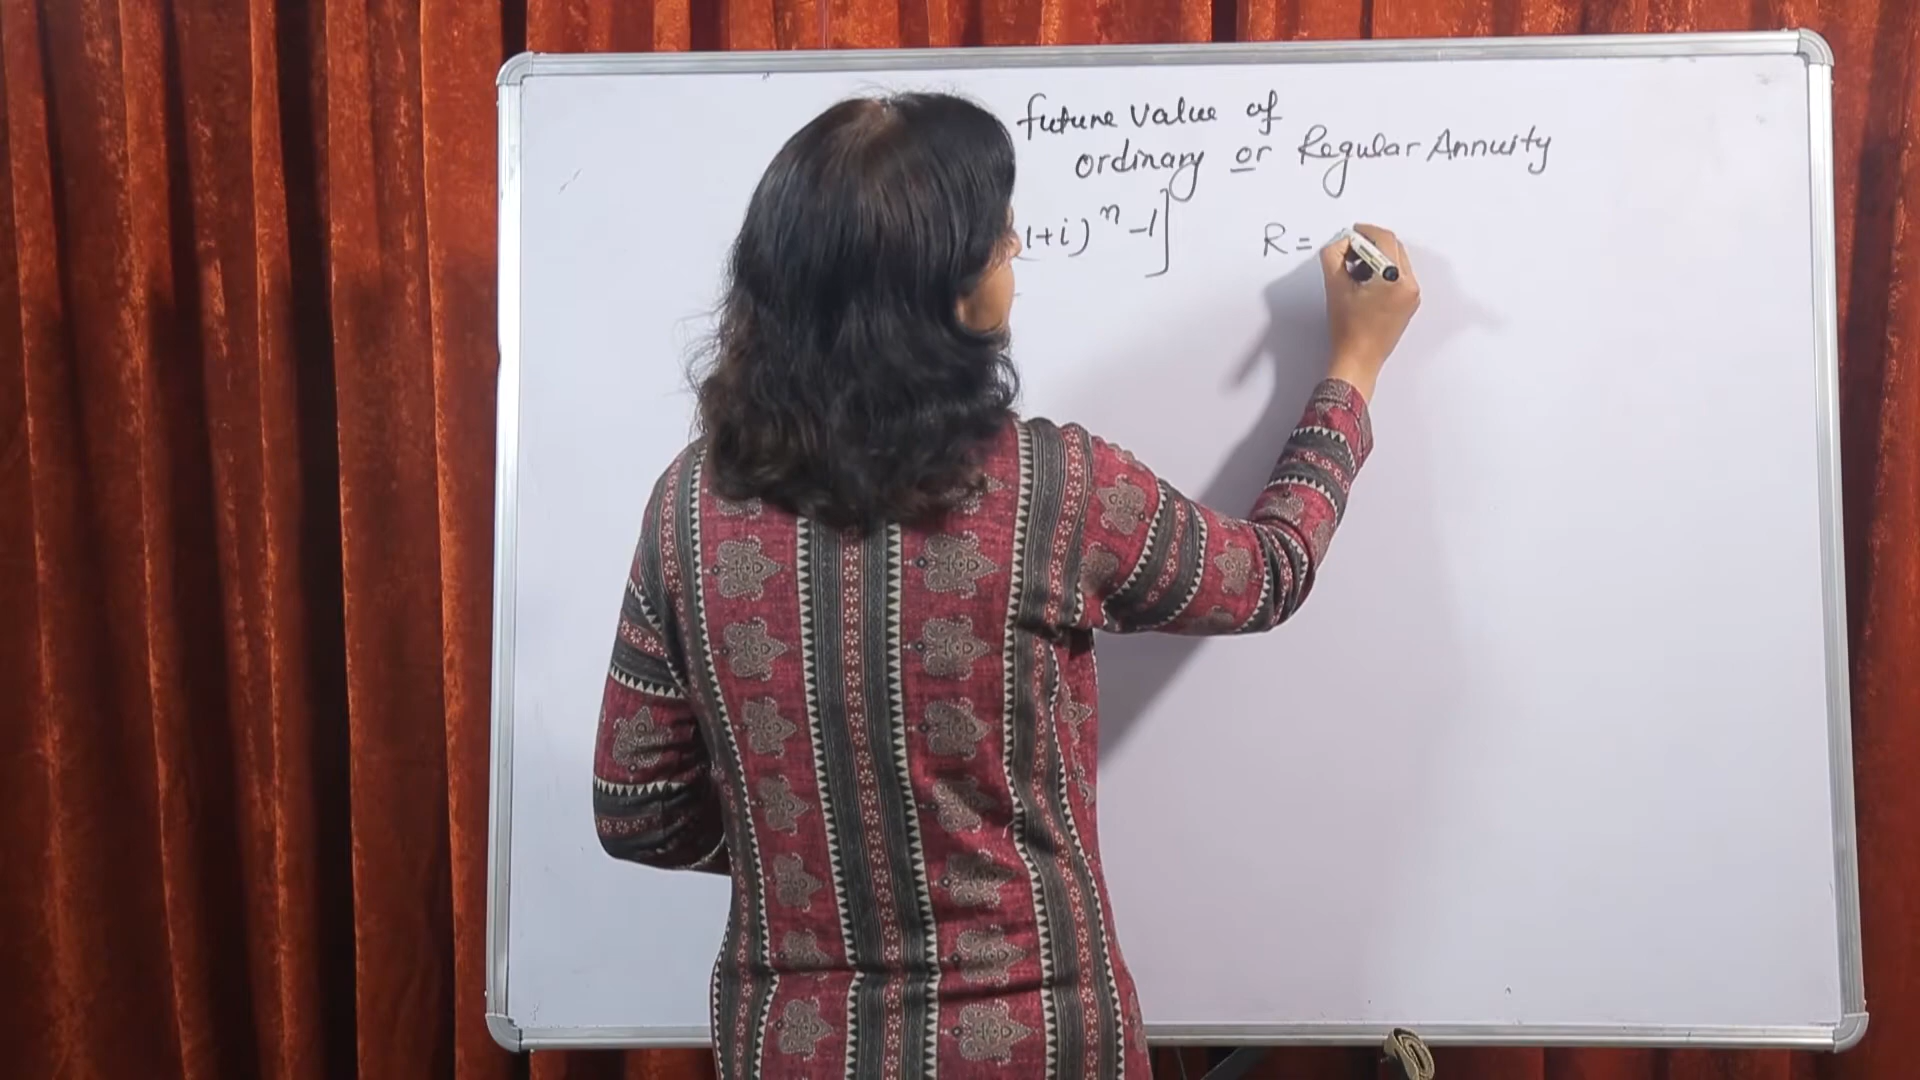 future value of
ordinary or Regular Annuity
1+i)ⁿ-1] R=